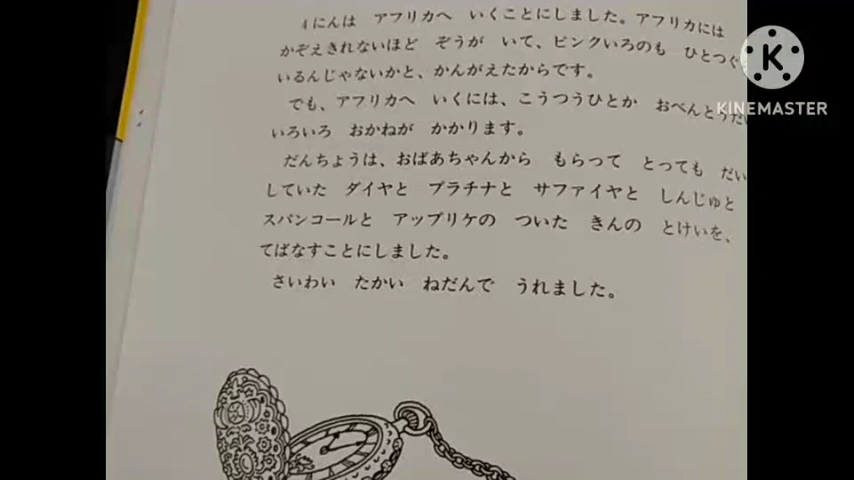 4にんは アフリカへ いくことにしました。アフリカには
かぞえきれないほど ぞうが いて、ピンクいろのも ひとつぐ
いるんじゃないかと、かんがえたからです。
でも、アフリカへ いくには、こうつうひとか おべんとうだい
いろいろ おかねが かかります。
だんちょうは、おばあちゃんから もらって とっても だい
していた ダイヤと プラチナと サファイヤと しんじゅと
スパンコールと アップリケの ついた きんの とけいを、
てばなすことにしました。
さいわい たかい ねだんで うれました。
K
KINEMASTER